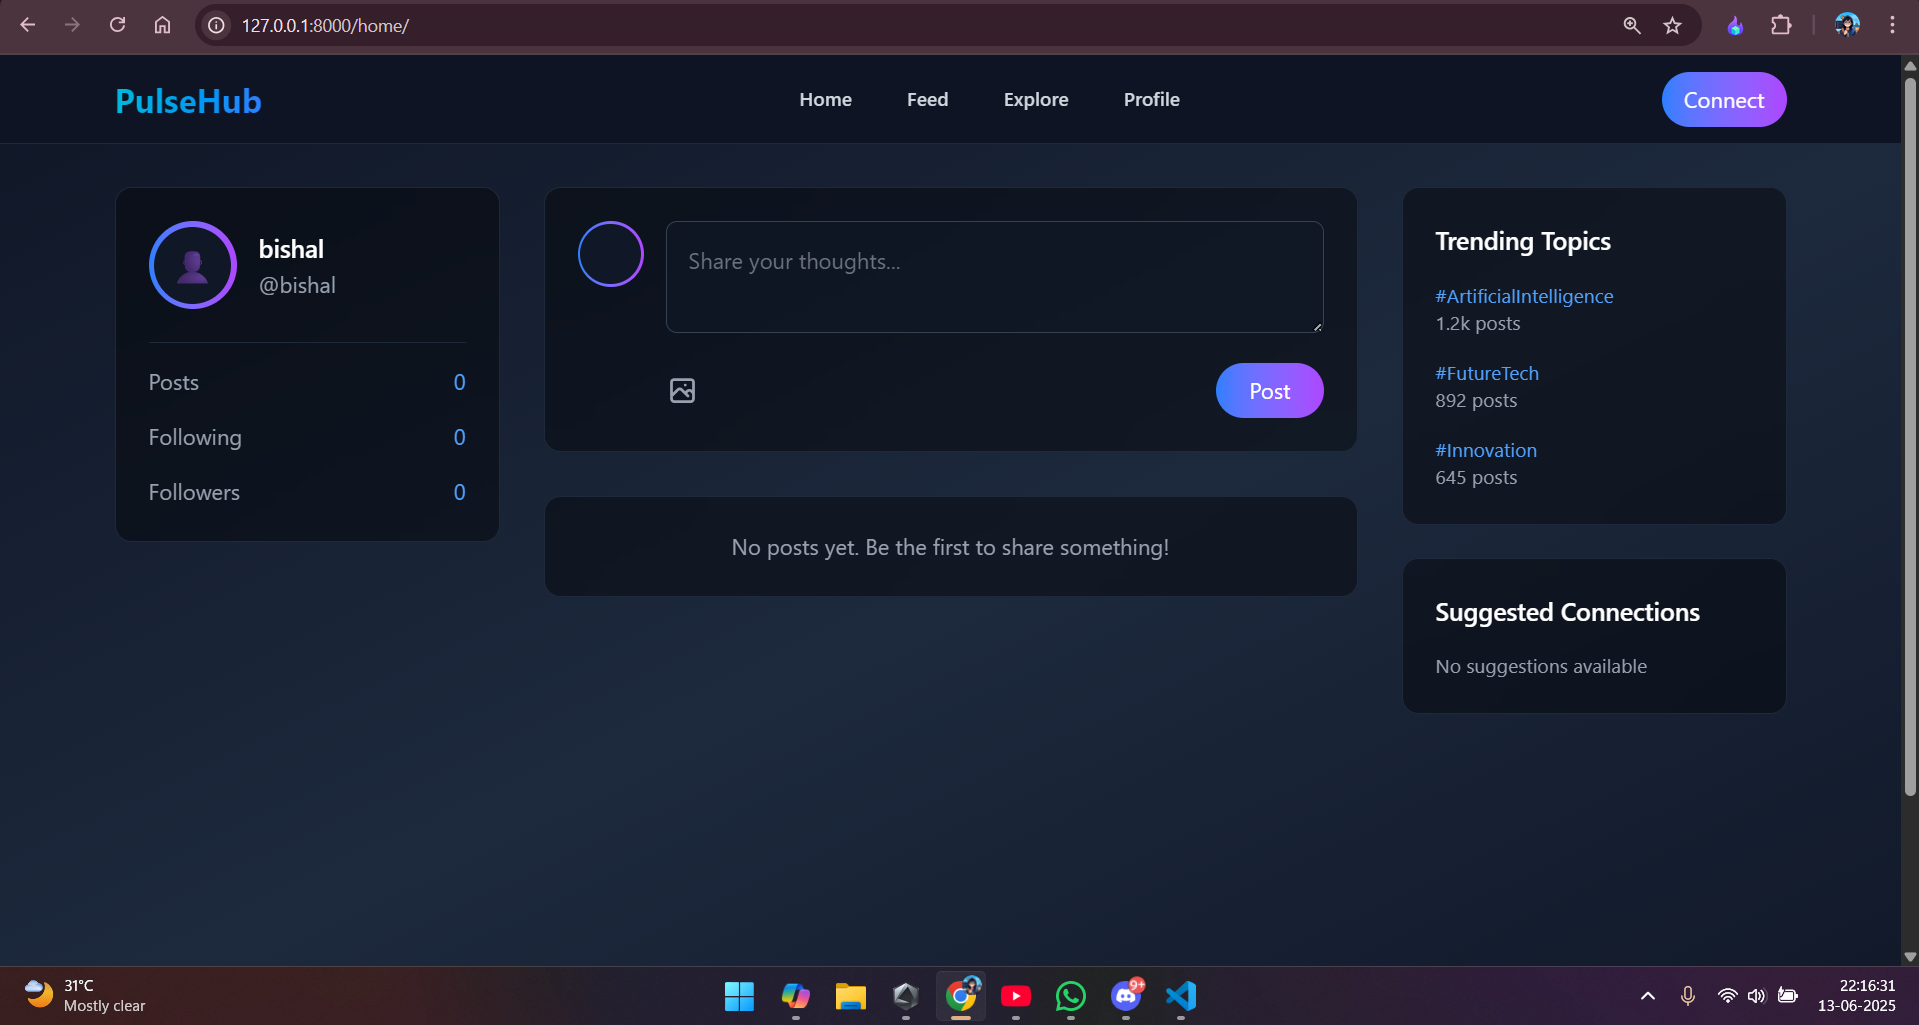 127.0.0.1:8000/home/
PulseHub
Home
Feed
Explore
Profile
Connect
bishal
@bishal
Posts 0
Following 0
Followers 0
Share your thoughts...
Post
No posts yet. Be the first to share something!
Trending Topics
#ArtificialIntelligence
1.2k posts
#FutureTech
892 posts
#Innovation
645 posts
Suggested Connections
No suggestions available
31°C
Mostly clear
9+
22:16:31
13-06-2025